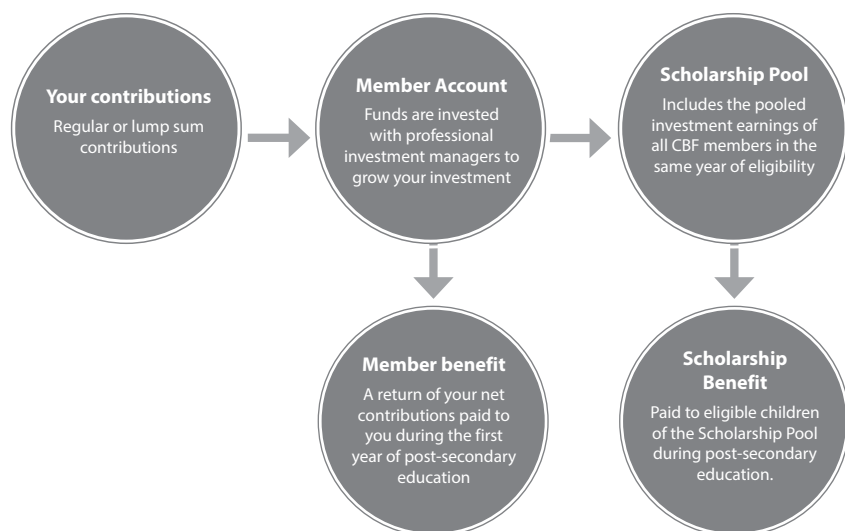 Your contributions
Regular or lump sum
contributions
Member Account
Funds are invested
with professional
investment managers to
grow your investment
Scholarship Pool
Includes the pooled
investment earnings of
all CBF members in the
same year of eligibility
Member benefit
A return of your net
contributions paid to
you during the first
year of post-secondary
education
Scholarship
Benefit
Paid to eligible children
of the Scholarship Pool
during post-secondary
education.